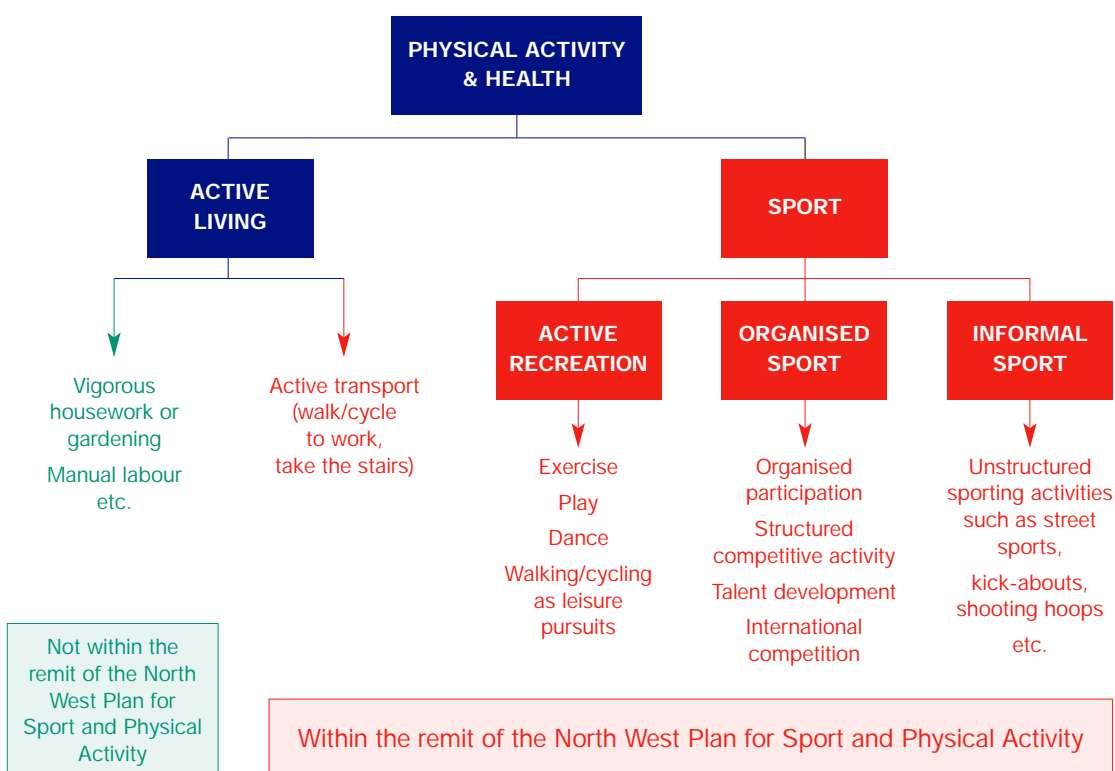 PHYSICAL ACTIVITY
& HEALTH
ACTIVE
LIVING
SPORT
Vigorous
housework or
gardening
Manual labour
etc.
Active transport
(walk/cycle
to work,
take the stairs)
ACTIVE
RECREATION
ORGANISED
SPORT
INFORMAL
SPORT
Exercise
Play
Dance
Walking/cycling
as leisure
pursuits
Organised
participation
Structured
competitive activity
Talent development
International
competition
Unstructured
sporting activities
such as street
sports,
kick-abouts,
shooting hoops
etc.
Not within the
remit of the North
West Plan for
Sport and Physical
Activity
Within the remit of the North West Plan for Sport and Physical Activity